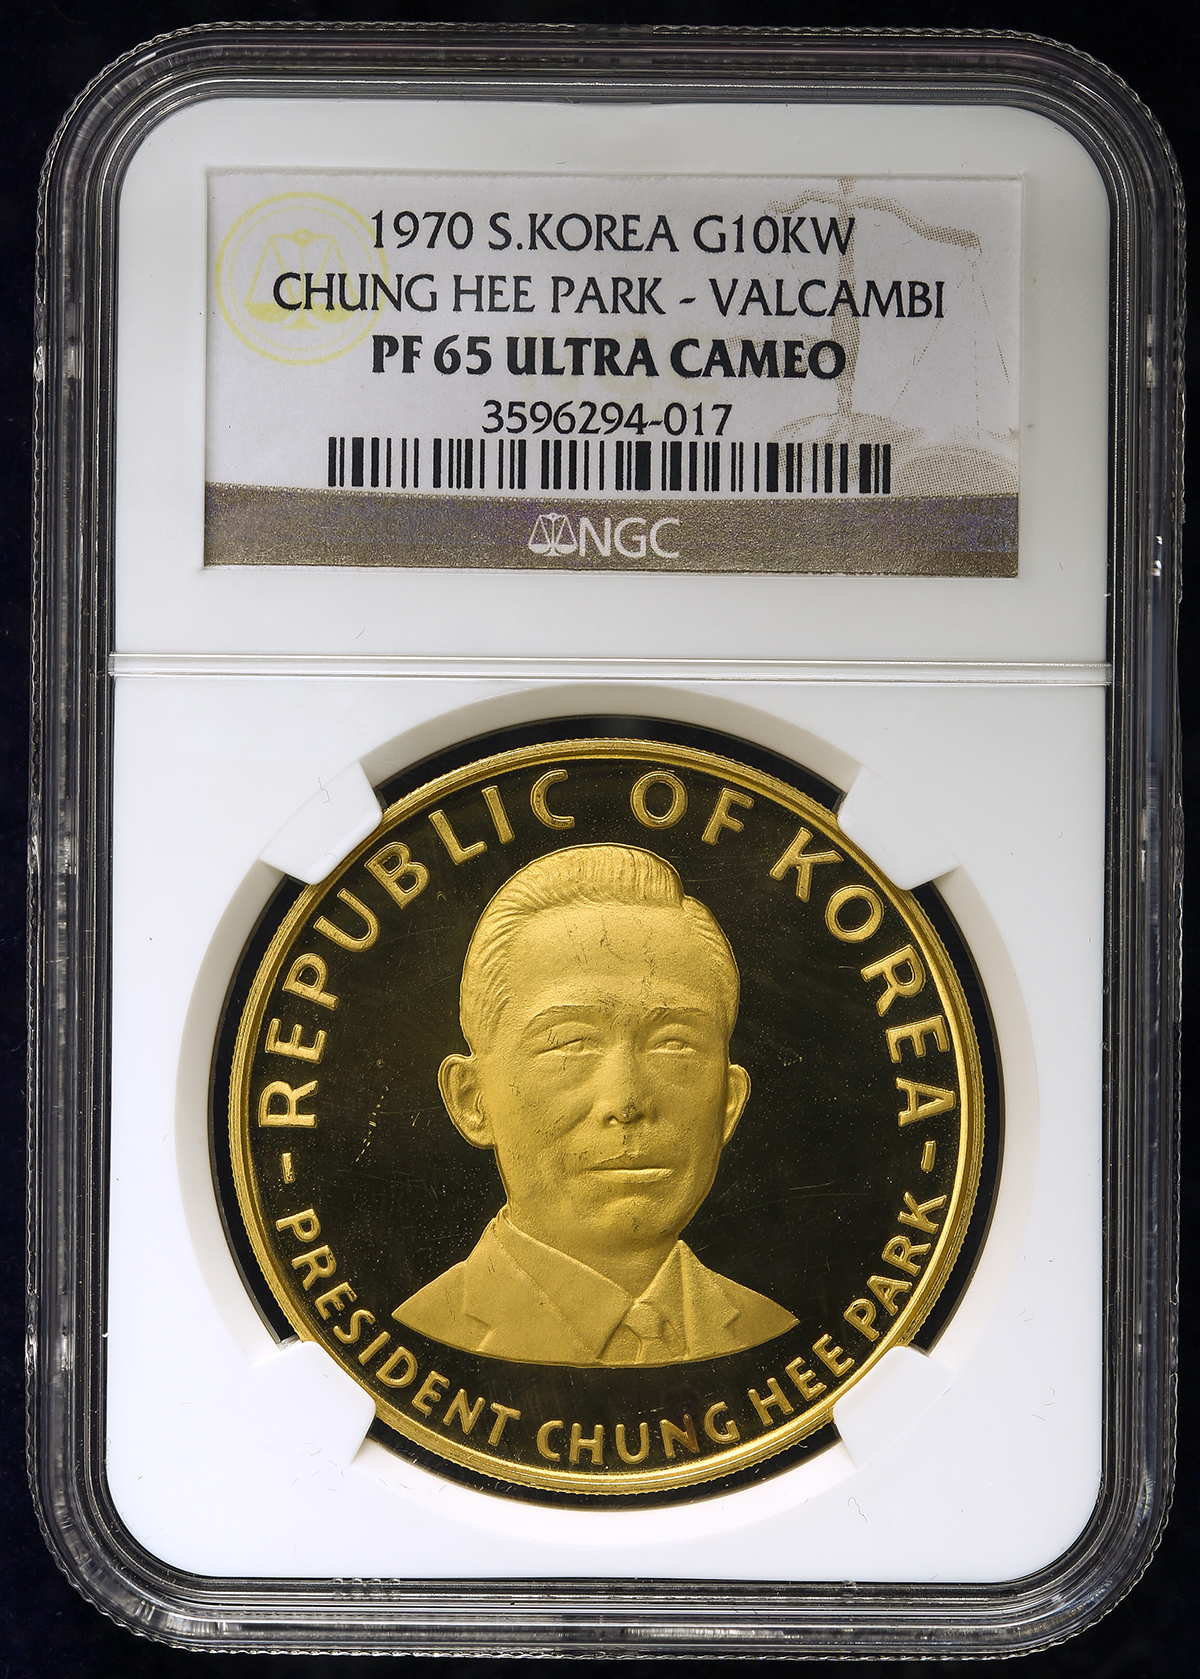 1970 S.KOREA G10KW
CHUNG HEE PARK - VALCAMBI
PF 65 ULTRA CAMEO
3596294-017
NGC
- REPUBLIC OF KOREA -
PRESIDENT CHUNG HEE PARK